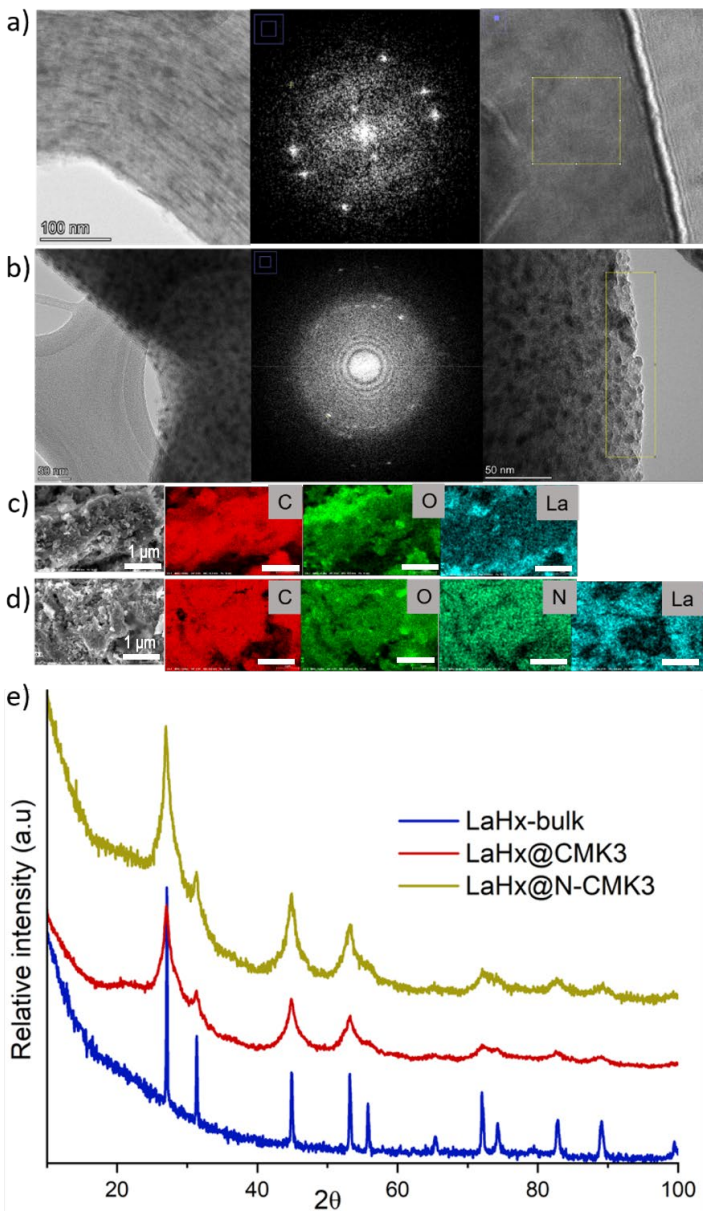 a)
100 nm
b)
50 nm
50 nm
c)
1 µm
C
O
La
d)
1 µm
C
O
N
La
e)
Relative intensity (a.u)
LaHx-bulk
LaHx@CMK3
LaHx@N-CMK3
20
40
60
80
100
2θ